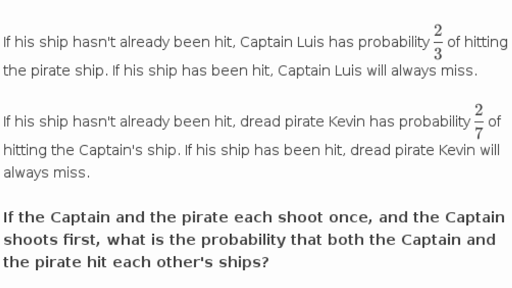 If his ship hasn't already been hit, Captain Luis has probability 2/3 of hitting
the pirate ship. If his ship has been hit, Captain Luis will always miss.
If his ship hasn't already been hit, dread pirate Kevin has probability 2/7 of
hitting the Captain's ship. If his ship has been hit, dread pirate Kevin will
always miss.
If the Captain and the pirate each shoot once, and the Captain
shoots first, what is the probability that both the Captain and
the pirate hit each other's ships?